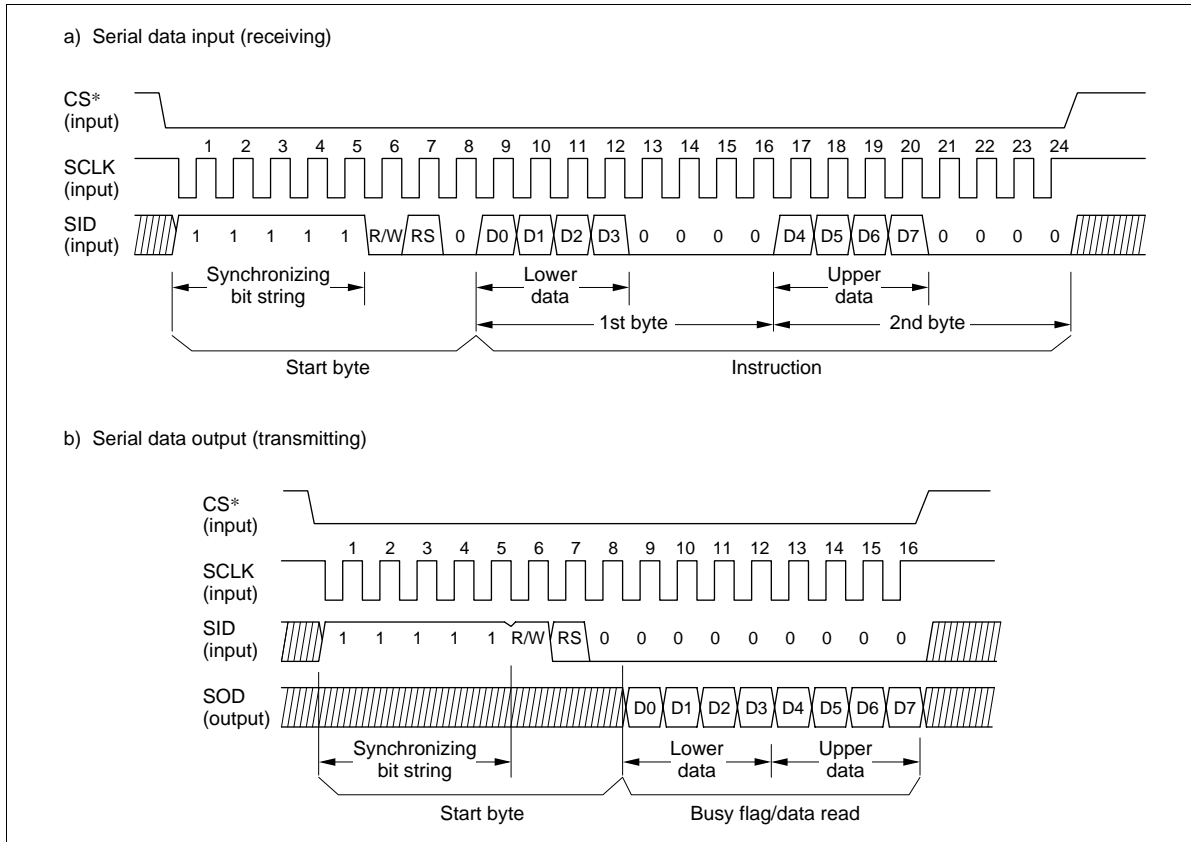 a) Serial data input (receiving)
CS*
(input)
1 2 3 4 5 6 7 8 9 10 11 12 13 14 15 16 17 18 19 20 21 22 23 24
SCLK
(input)
SID
(input)
1 1 1 1 1 R/W RS 0 D0 D1 D2 D3 0 0 0 0 D4 D5 D6 D7 0 0 0 0
Synchronizing
bit string
Lower
data
Upper
data
1st byte
2nd byte
Start byte
Instruction
b) Serial data output (transmitting)
CS*
(input)
1 2 3 4 5 6 7 8 9 10 11 12 13 14 15 16
SCLK
(input)
SID
(input)
1 1 1 1 1 R/W RS 0 0 0 0 0 0 0 0 0
SOD
(output)
D0 D1 D2 D3 D4 D5 D6 D7
Synchronizing
bit string
Lower
data
Upper
data
Start byte
Busy flag/data read